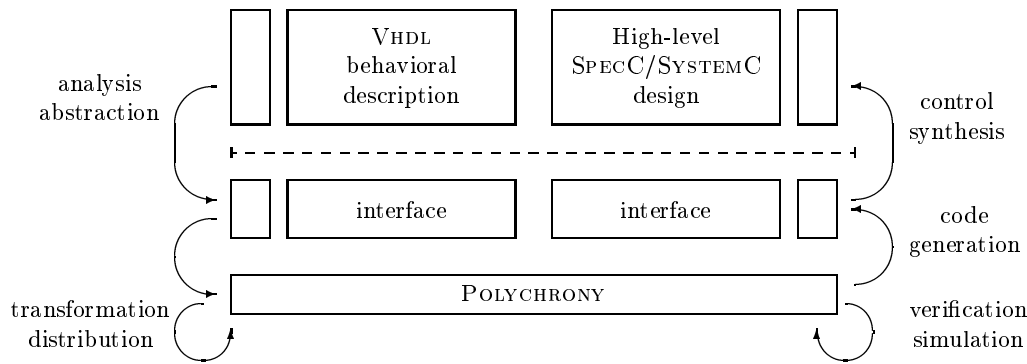 VHDL
behavioral
description
High-level
SPECC/SYSTEMC
design
analysis
abstraction
control
synthesis
interface
interface
code
generation
POLYCHRONY
transformation
distribution
verification
simulation